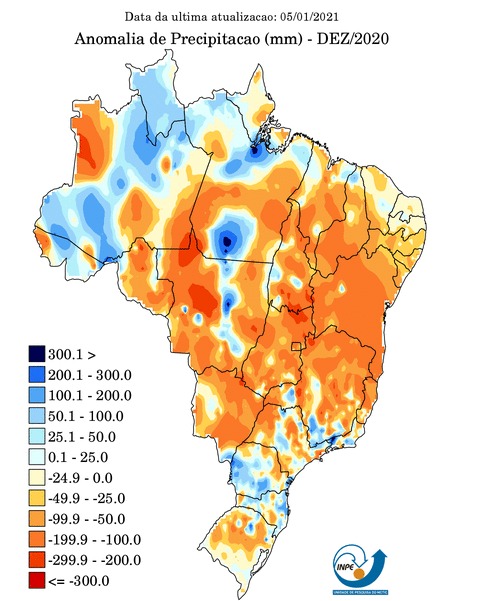 Data da ultima atualizacao: 05/01/2021
Anomalia de Precipitacao (mm) - DEZ/2020
300.1 >
200.1 - 300.0
100.1 - 200.0
50.1 - 100.0
25.1 - 50.0
0.1 - 25.0
-24.9 - 0.0
-49.9 - -25.0
-99.9 - -50.0
-199.9 - -100.0
-299.9 - -200.0
<= -300.0
INPE
UNIDADE DE PESQUISA DO MCTIC